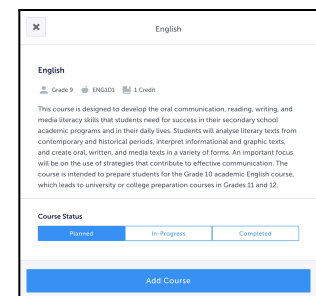 English
English
Grade 9 ENG1D1 1 Credit
This course is designed to develop the oral communication, reading, writing, and
media literacy skills that students need for success in their secondary school
academic programs and in their daily lives. Students will analyse literary texts from
contemporary and historical periods, interpret informational and graphic texts,
and create oral, written, and media texts in a variety of forms. An important focus
will be on the use of strategies that contribute to effective communication. The
course is intended to prepare students for the Grade 10 academic English course,
which leads to university or college preparation courses in Grades 11 and 12.
Course Status
Planned In-Progress Completed
Add Course